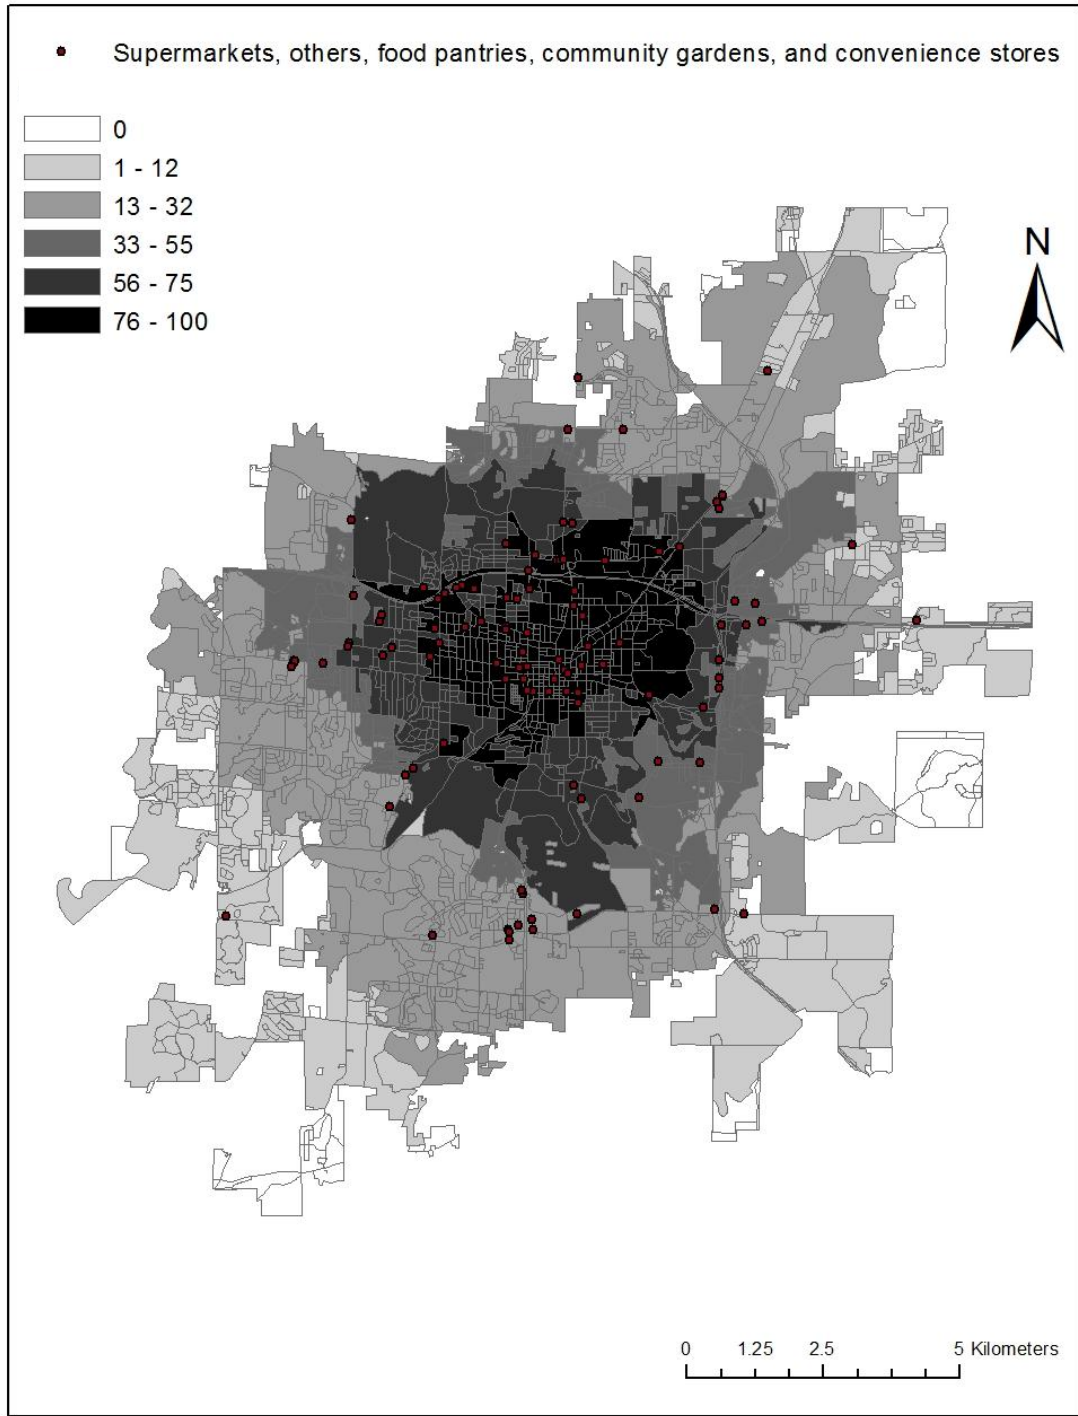 Supermarkets, others, food pantries, community gardens, and convenience stores
0
1 - 12
13 - 32
33 - 55
56 - 75
76 - 100
N
0 1.25 2.5 5 Kilometers